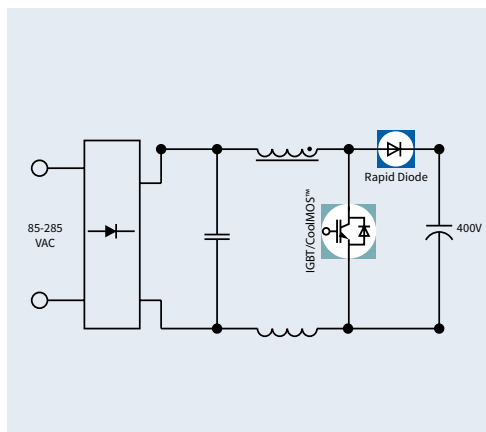 Rapid Diode
IGBT/CoolMOS™
85-285
VAC
400V